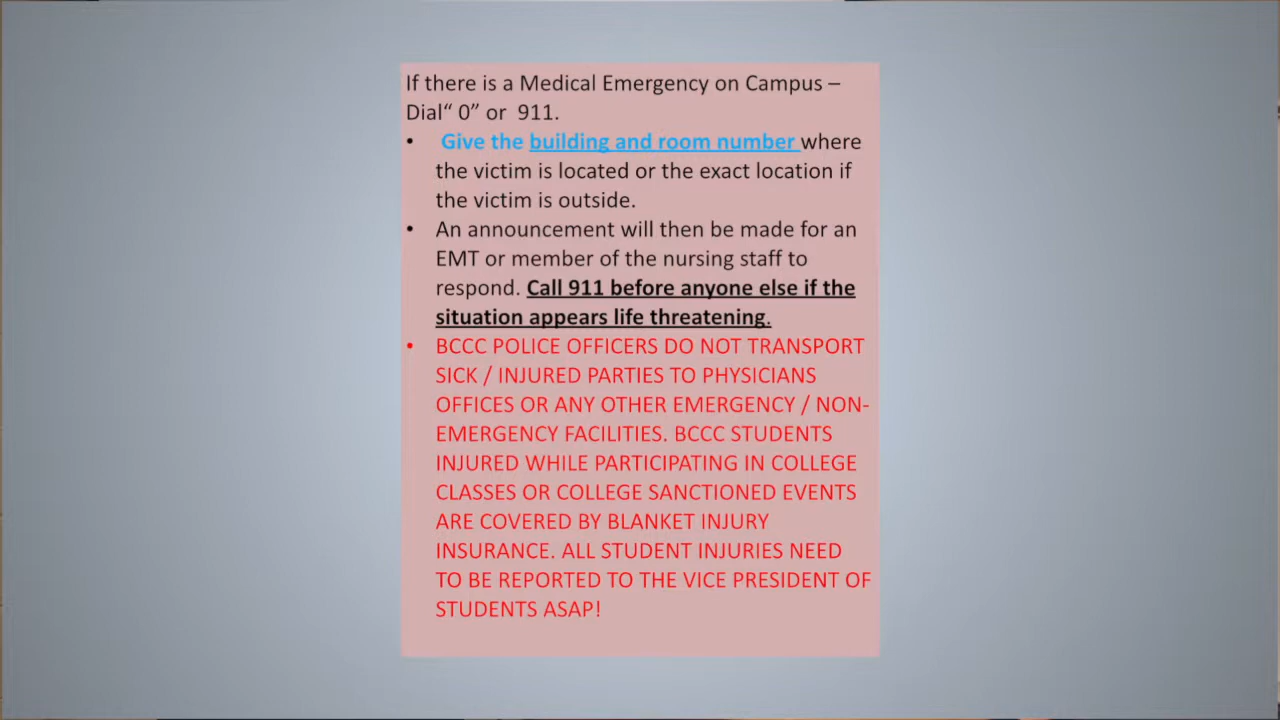 If there is a Medical Emergency on Campus –
Dial“ 0” or  911.
• Give the building and room number where
the victim is located or the exact location if
the victim is outside.
• An announcement will then be made for an
EMT or member of the nursing staff to
respond. Call 911 before anyone else if the
situation appears life threatening.
• BCCC POLICE OFFICERS DO NOT TRANSPORT
SICK / INJURED PARTIES TO PHYSICIANS
OFFICES OR ANY OTHER EMERGENCY / NON-
EMERGENCY FACILITIES. BCCC STUDENTS
INJURED WHILE PARTICIPATING IN COLLEGE
CLASSES OR COLLEGE SANCTIONED EVENTS
ARE COVERED BY BLANKET INJURY
INSURANCE. ALL STUDENT INJURIES NEED
TO BE REPORTED TO THE VICE PRESIDENT OF
STUDENTS ASAP!